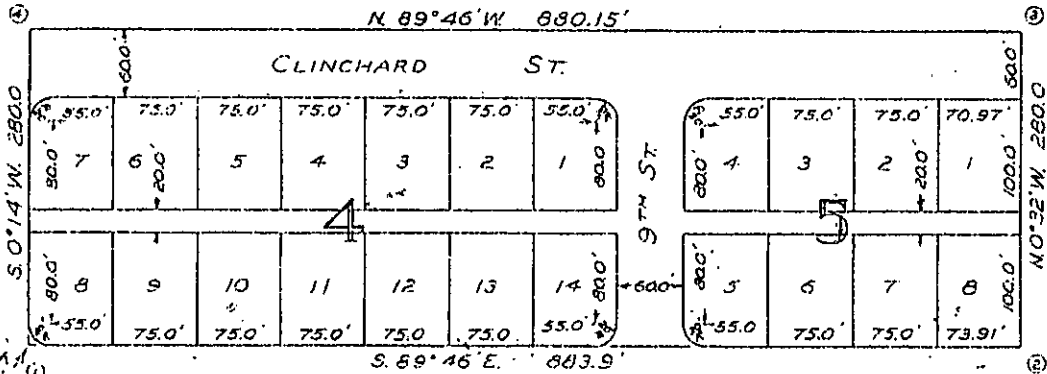 ④ N. 89°46'W. 880.15' ③
60.0' CLINCHARD ST. 60.0'
S. 0°14'W. 280.0
N.0°32'W. 280.0
55.0' 75.0' 75.0' 75.0' 75.0' 75.0' 55.0' 55.0' 75.0' 75.0' 70.97'
80.0' 7 6 20.0' 5 4 3 2 1 80.0 9TH ST. 80.0' 4 3 2 20.0' 1 100.0'
4 5
80.0' 8 9 10 11 12 13 14 80.0' 60.0' 80.0' 5 6 7 8 100.0'
55.0' 75.0' 75.0' 75.0' 75.0 75.0 55.0' 55.0 75.0' 75.0' 73.91'
(1) S. 89°46'E. 883.9' ②